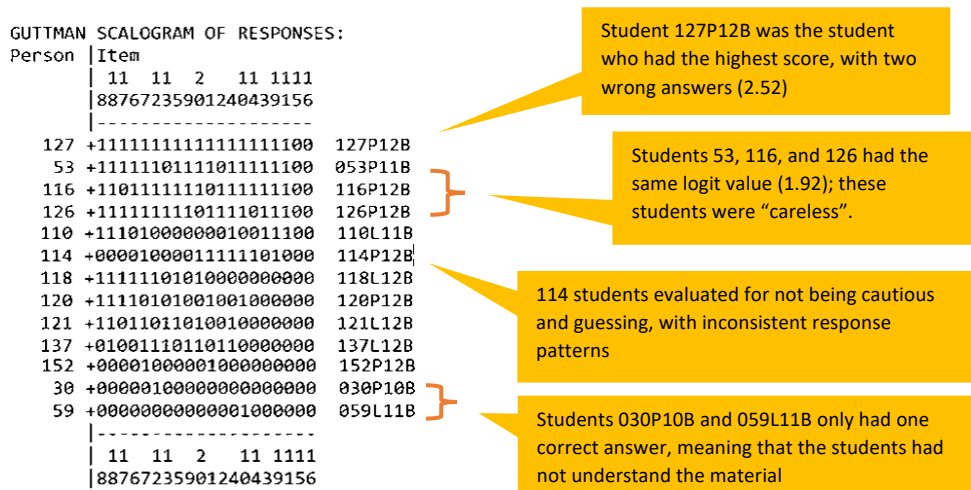 GUTTMAN SCALOGRAM OF RESPONSES:
Person |Item
| 11  11  2   11 1111
|88767235901240439156
|--------------------
127 +11111111111111111100  127P12B
53 +11111101111011111100  053P11B
116 +11011111110111111100  116P12B
126 +11111111101111011100  126P12B
110 +11101000000010011100  110L11B
114 +00001000011111101000  114P12B
118 +11111101010000000000  118L12B
120 +11110101001001000000  120P12B
121 +11011011010010000000  121L12B
137 +01001110110110000000  137L12B
152 +00001000001000000000  152P12B
30 +00000100000000000000  030P10B
59 +00000000000001000000  059L11B
|--------------------
| 11  11  2   11 1111
|88767235901240439156
Student 127P12B was the student
who had the highest score, with two
wrong answers (2.52)
Students 53, 116, and 126 had the
same logit value (1.92); these
students were “careless”.
114 students evaluated for not being cautious
and guessing, with inconsistent response
patterns
Students 030P10B and 059L11B only had one
correct answer, meaning that the students had
not understand the material